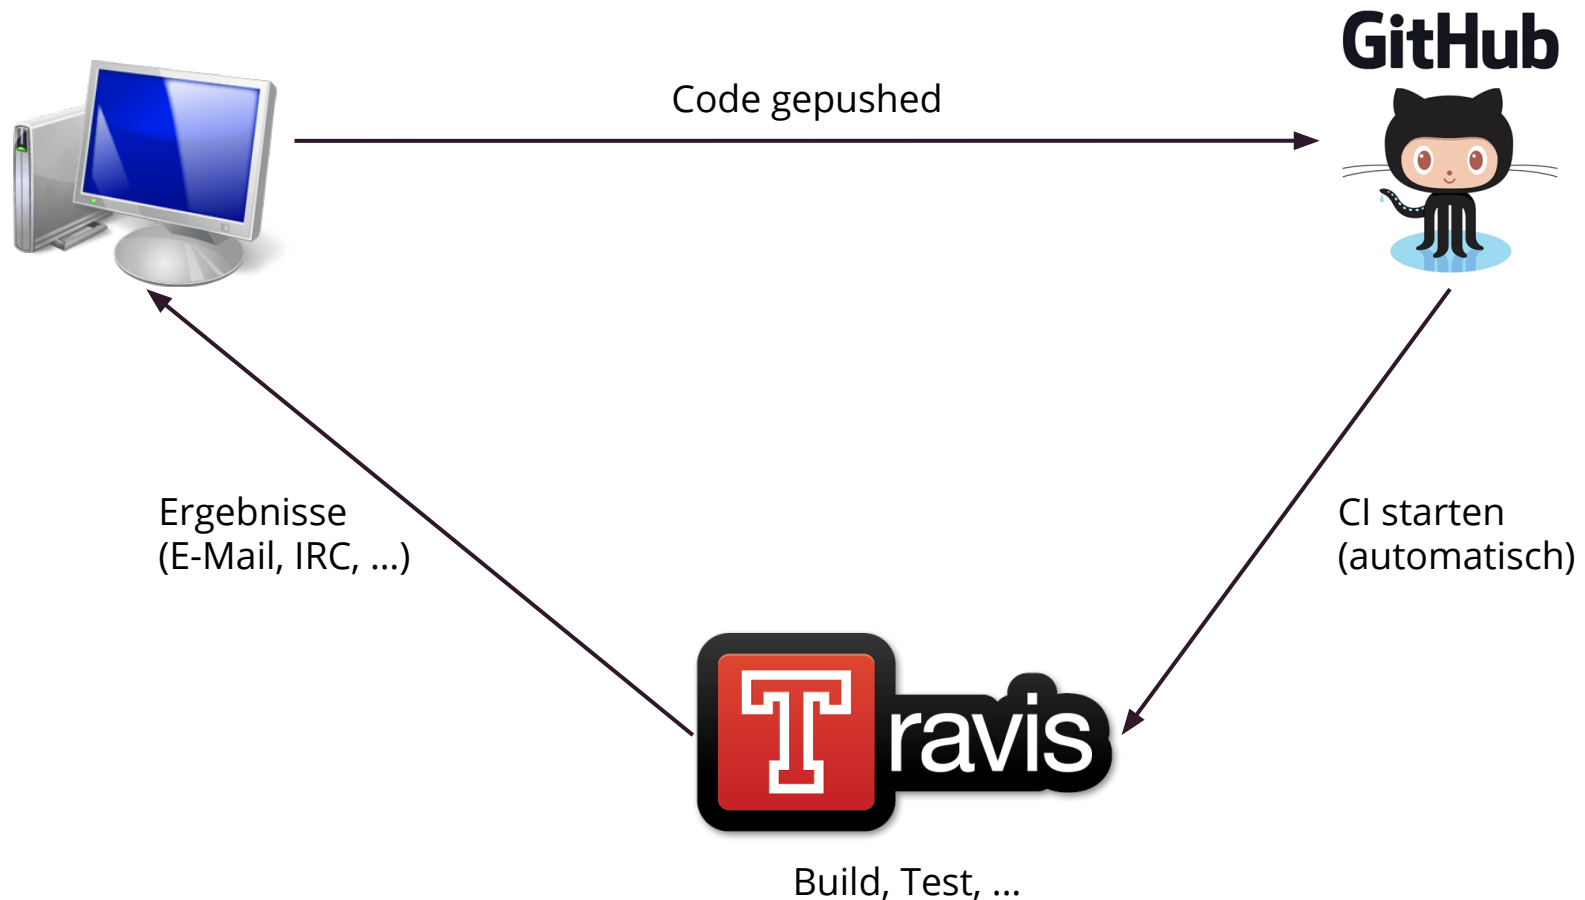 GitHub
Code gepushed
Ergebnisse
(E-Mail, IRC, ...)
CI starten
(automatisch)
Travis
Build, Test, ...